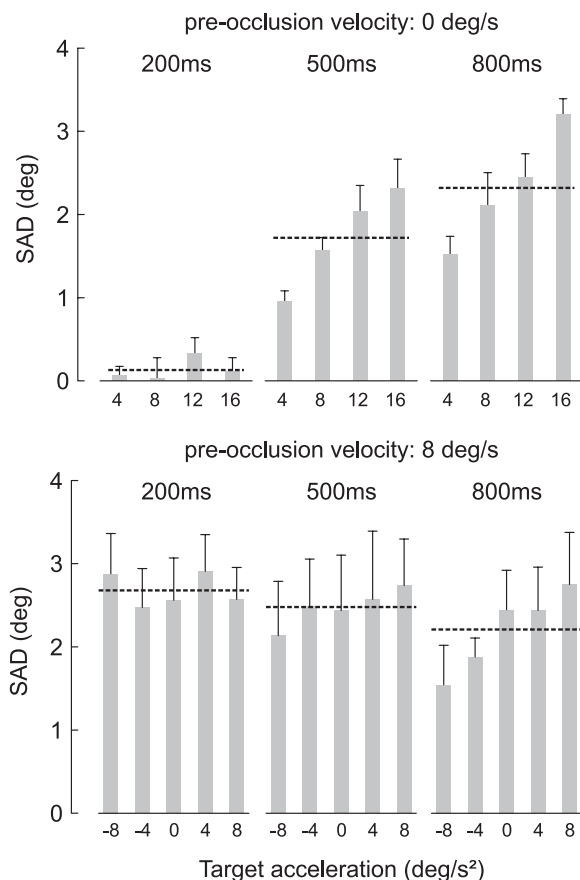 pre-occlusion velocity: 0 deg/s
200ms 500ms 800ms
4
3
2
1
0
SAD (deg)
4 8 12 16 4 8 12 16 4 8 12 16
pre-occlusion velocity: 8 deg/s
200ms 500ms 800ms
4
3
2
1
0
SAD (deg)
-8 -4 0 4 8 -8 -4 0 4 8 -8 -4 0 4 8
Target acceleration (deg/s²)